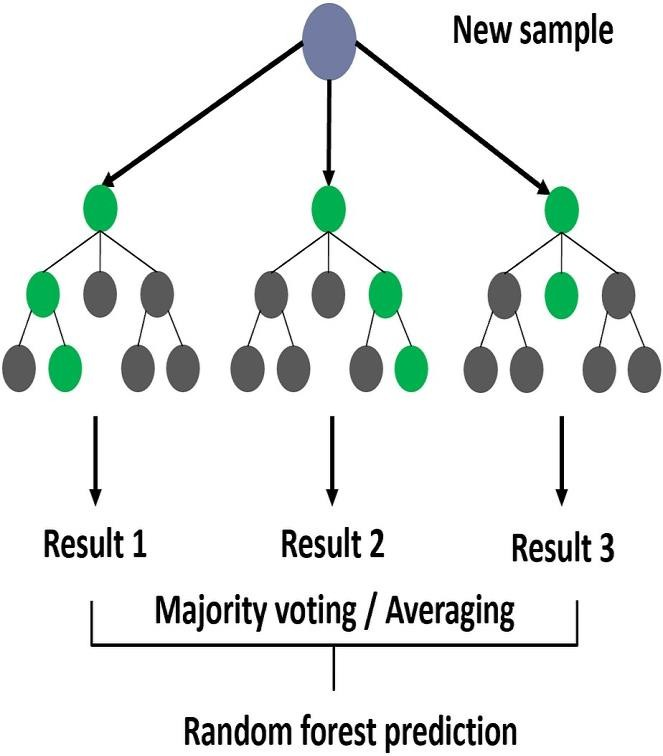 New sample
Result 1
Result 2
Result 3
Majority voting / Averaging
Random forest prediction